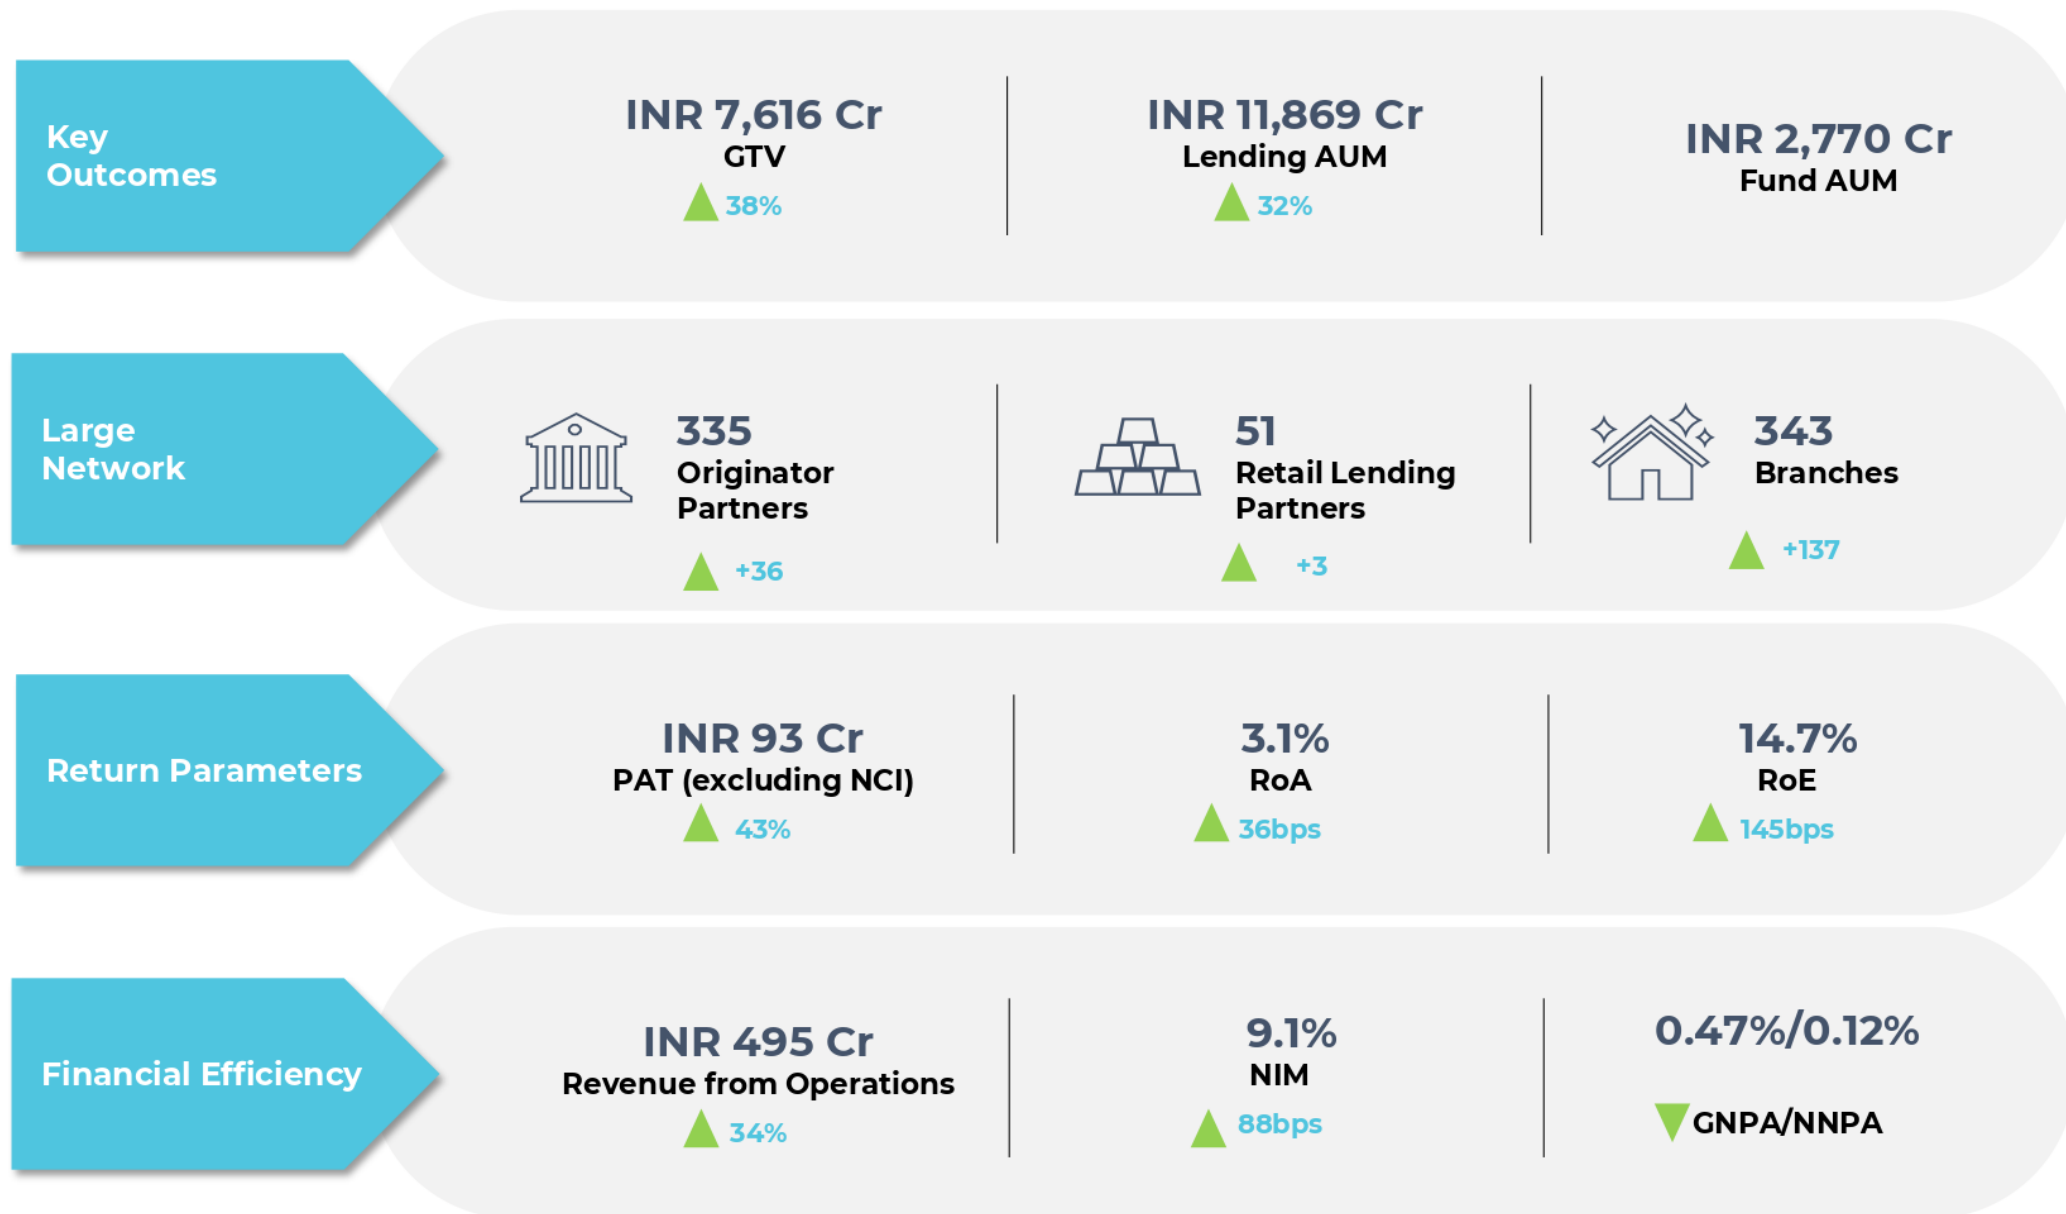 Key
Outcomes
INR 7,616 Cr
GTV
38%
INR 11,869 Cr
Lending AUM
32%
INR 2,770 Cr
Fund AUM
Large
Network
335
Originator
Partners
+36
51
Retail Lending
Partners
+3
343
Branches
+137
Return Parameters
INR 93 Cr
PAT (excluding NCI)
43%
3.1%
RoA
36bps
14.7%
RoE
145bps
Financial Efficiency
INR 495 Cr
Revenue from Operations
34%
9.1%
NIM
88bps
0.47%/0.12%
GNPA/NNPA